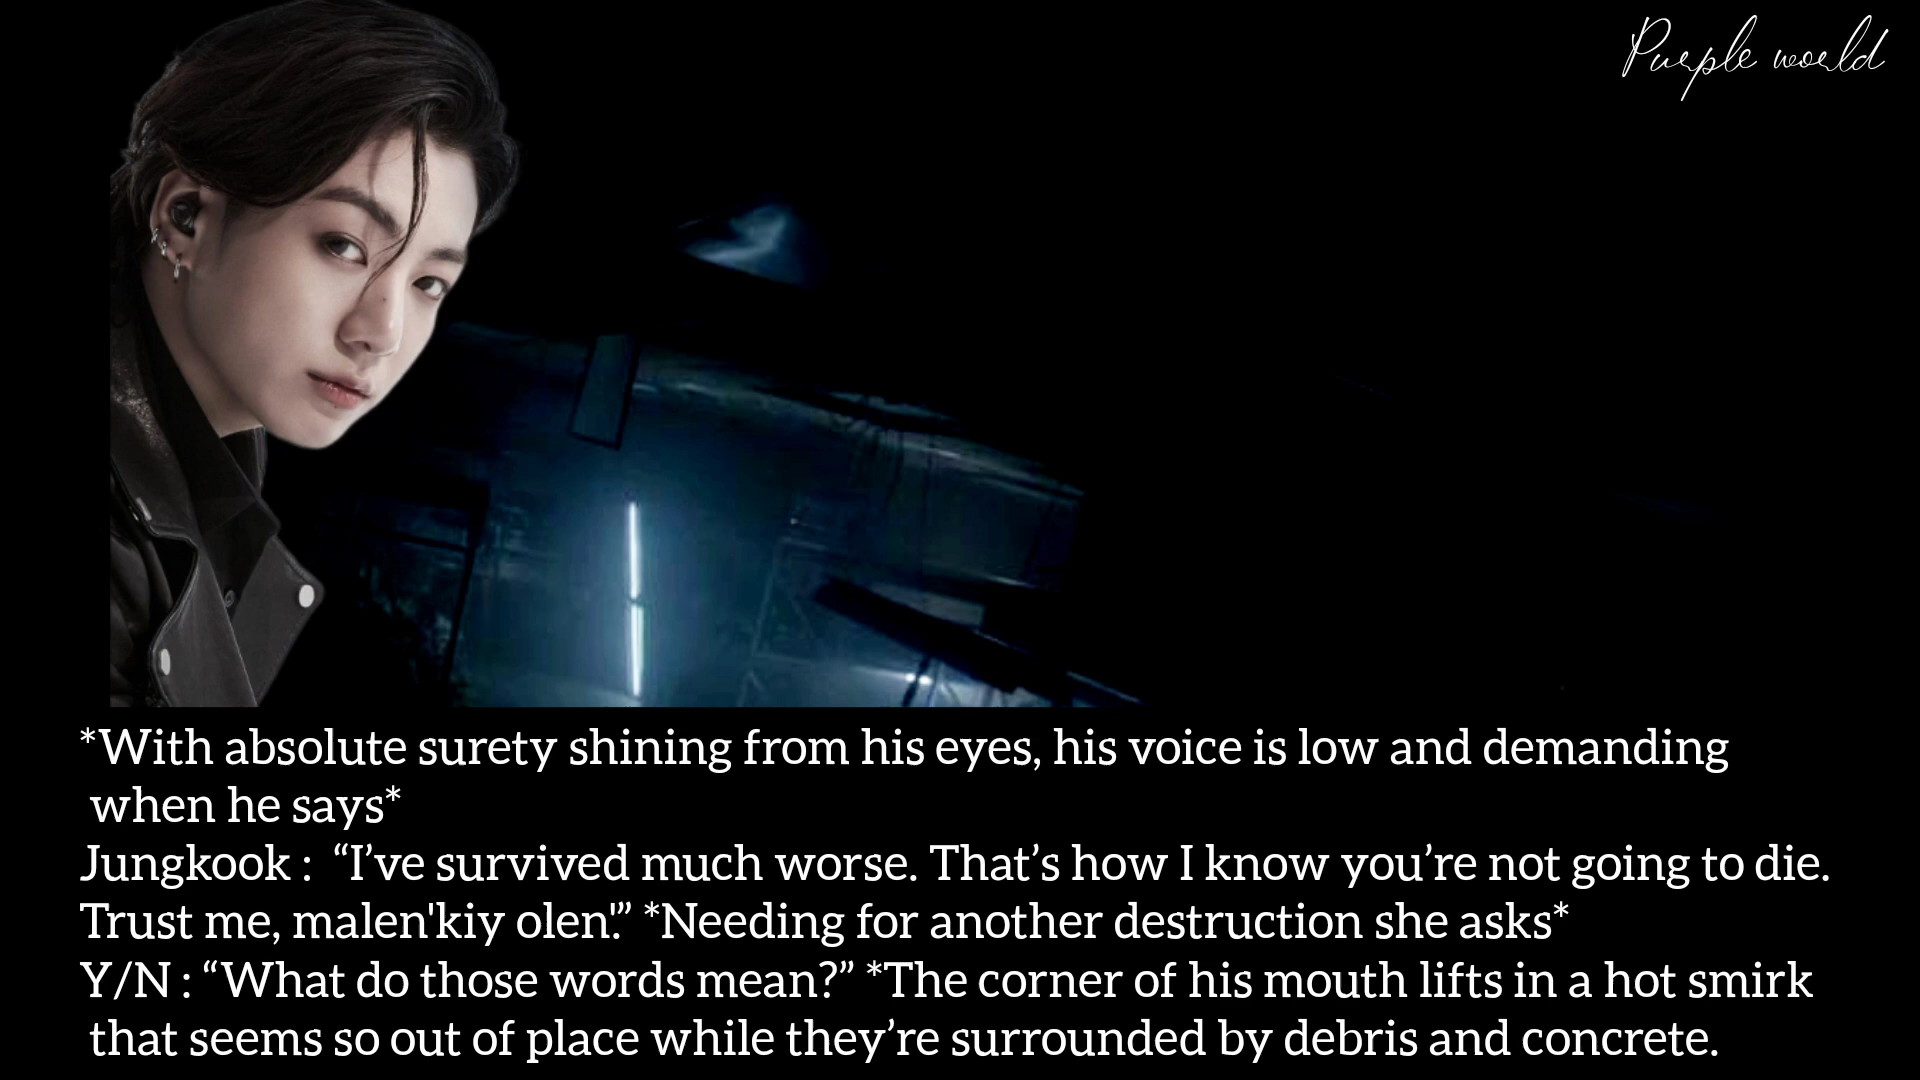 Purple world
*With absolute surety shining from his eyes, his voice is low and demanding
when he says*
Jungkook :  “I’ve survived much worse. That’s how I know you’re not going to die.
Trust me, malen'kiy olen'.” *Needing for another destruction she asks*
Y/N : “What do those words mean?” *The corner of his mouth lifts in a hot smirk
that seems so out of place while they’re surrounded by debris and concrete.